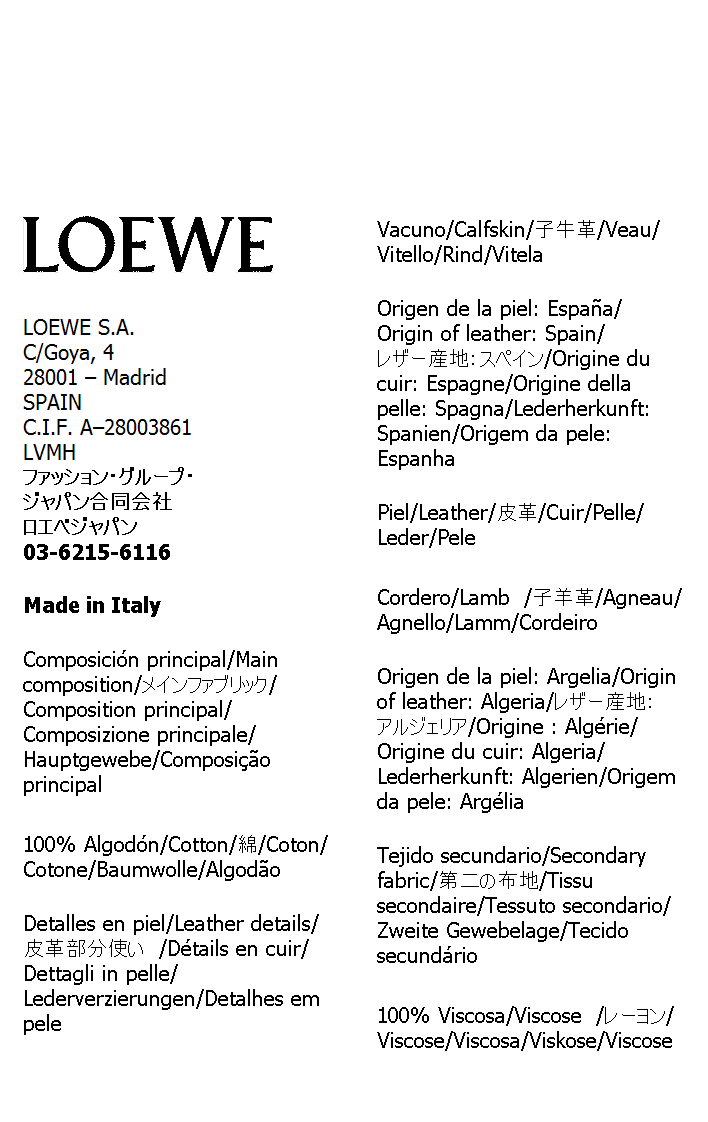 LOEWE
LOEWE S.A.
C/Goya, 4
28001 – Madrid
SPAIN
C.I.F. A–28003861
LVMH
ファッション・グループ・
ジャパン合同会社
ロエベジャパン
03-6215-6116
Made in Italy
Composición principal/Main
composition/メインファブリック/
Composition principal/
Composizione principale/
Hauptgewebe/Composição
principal
100% Algodón/Cotton/綿/Coton/
Cotone/Baumwolle/Algodão
Detalles en piel/Leather details/
皮革部分使い /Détails en cuir/
Dettagli in pelle/
Lederverzierungen/Detalhes em
pele
Vacuno/Calfskin/子牛革/Veau/
Vitello/Rind/Vitela
Origen de la piel: España/
Origin of leather: Spain/
レザー産地：スペイン/Origine du
cuir: Espagne/Origine della
pelle: Spagna/Lederherkunft:
Spanien/Origem da pele:
Espanha
Piel/Leather/皮革/Cuir/Pelle/
Leder/Pele
Cordero/Lamb /子羊革/Agneau/
Agnello/Lamm/Cordeiro
Origen de la piel: Argelia/Origin
of leather: Algeria/レザー産地：
アルジェリア/Origine : Algérie/
Origine du cuir: Algeria/
Lederherkunft: Algerien/Origem
da pele: Argélia
Tejido secundario/Secondary
fabric/第二の布地/Tissu
secondaire/Tessuto secondario/
Zweite Gewebelage/Tecido
secundário
100% Viscosa/Viscose /レーヨン/
Viscose/Viscosa/Viskose/Viscose